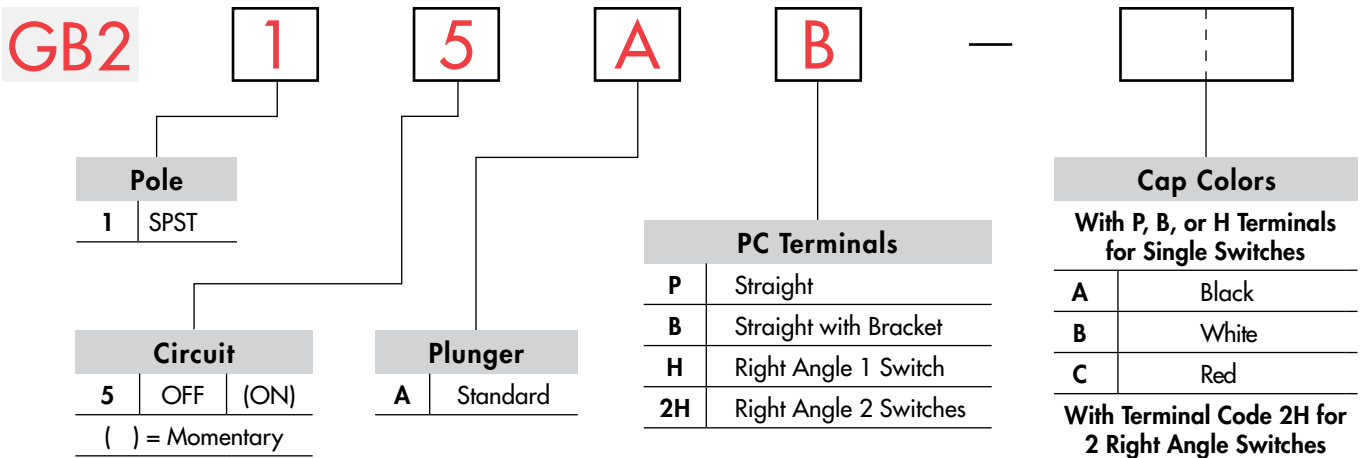 GB2 1 5 A B —
Pole
1 SPST
Circuit
5 OFF (ON)
( ) = Momentary
Plunger
A Standard
PC Terminals
P Straight
B Straight with Bracket
H Right Angle 1 Switch
2H Right Angle 2 Switches
Cap Colors
With P, B, or H Terminals
for Single Switches
A Black
B White
C Red
With Terminal Code 2H for
2 Right Angle Switches